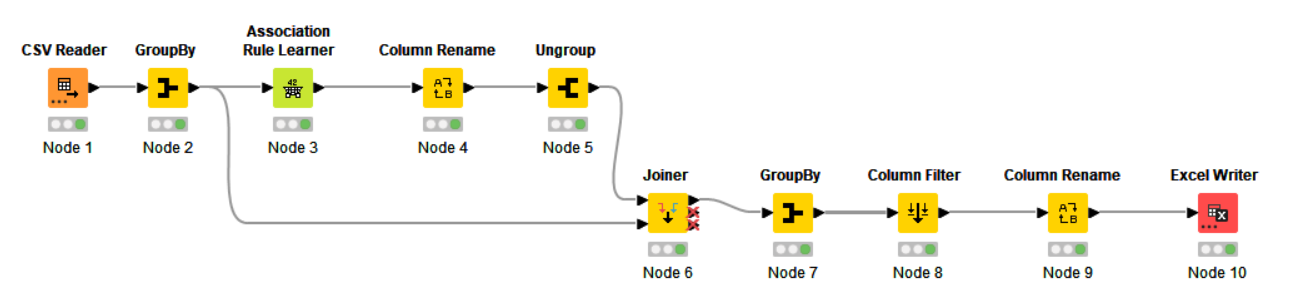 Association
CSV Reader GroupBy Rule Learner Column Rename Ungroup
42
A
B
Node 1 Node 2 Node 3 Node 4 Node 5
Joiner GroupBy Column Filter Column Rename Excel Writer
A
B
X
Node 6 Node 7 Node 8 Node 9 Node 10